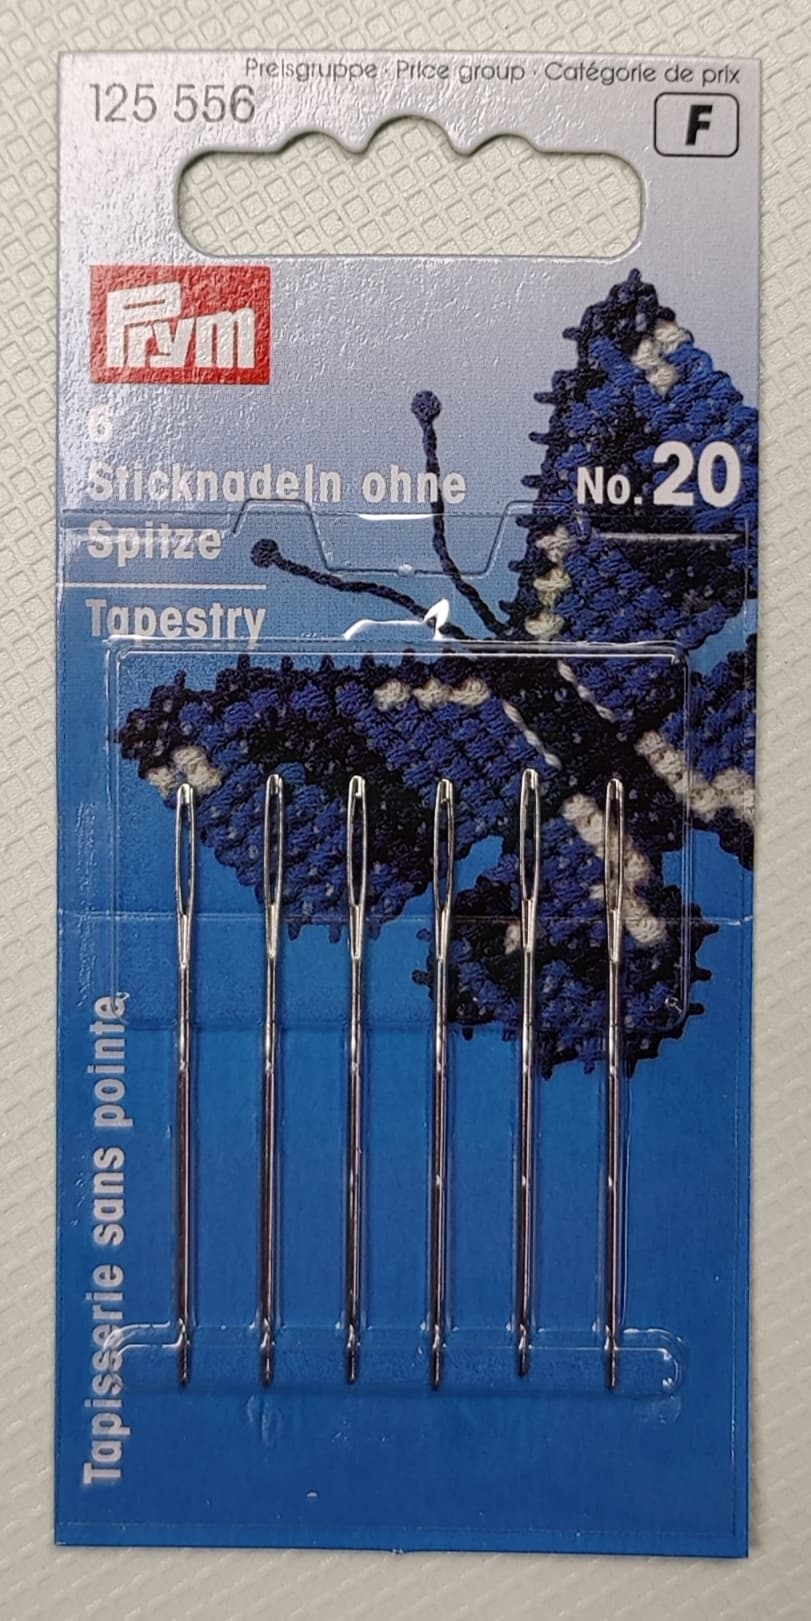 Preisgruppe · Price group · Catégorie de prix
125 556
F
Prym
6
Sticknadeln ohne
Spitze
No. 20
Tapestry
Tapisserie sans pointe